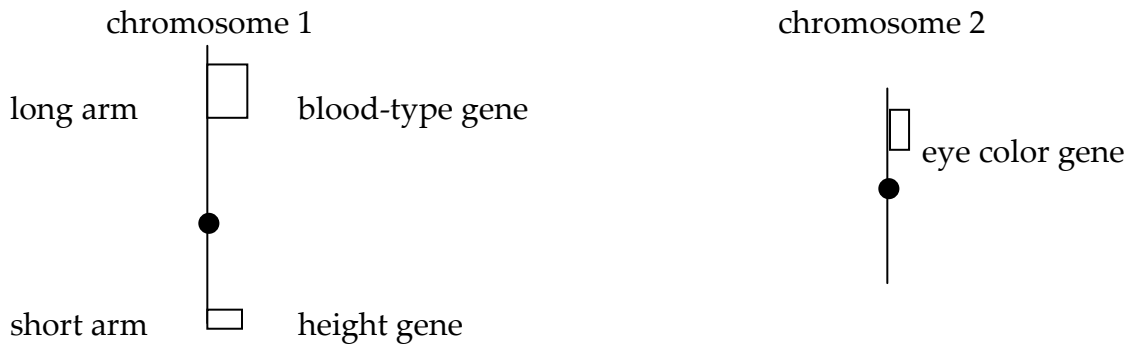 chromosome 1 chromosome 2
long arm blood-type gene
eye color gene
short arm height gene